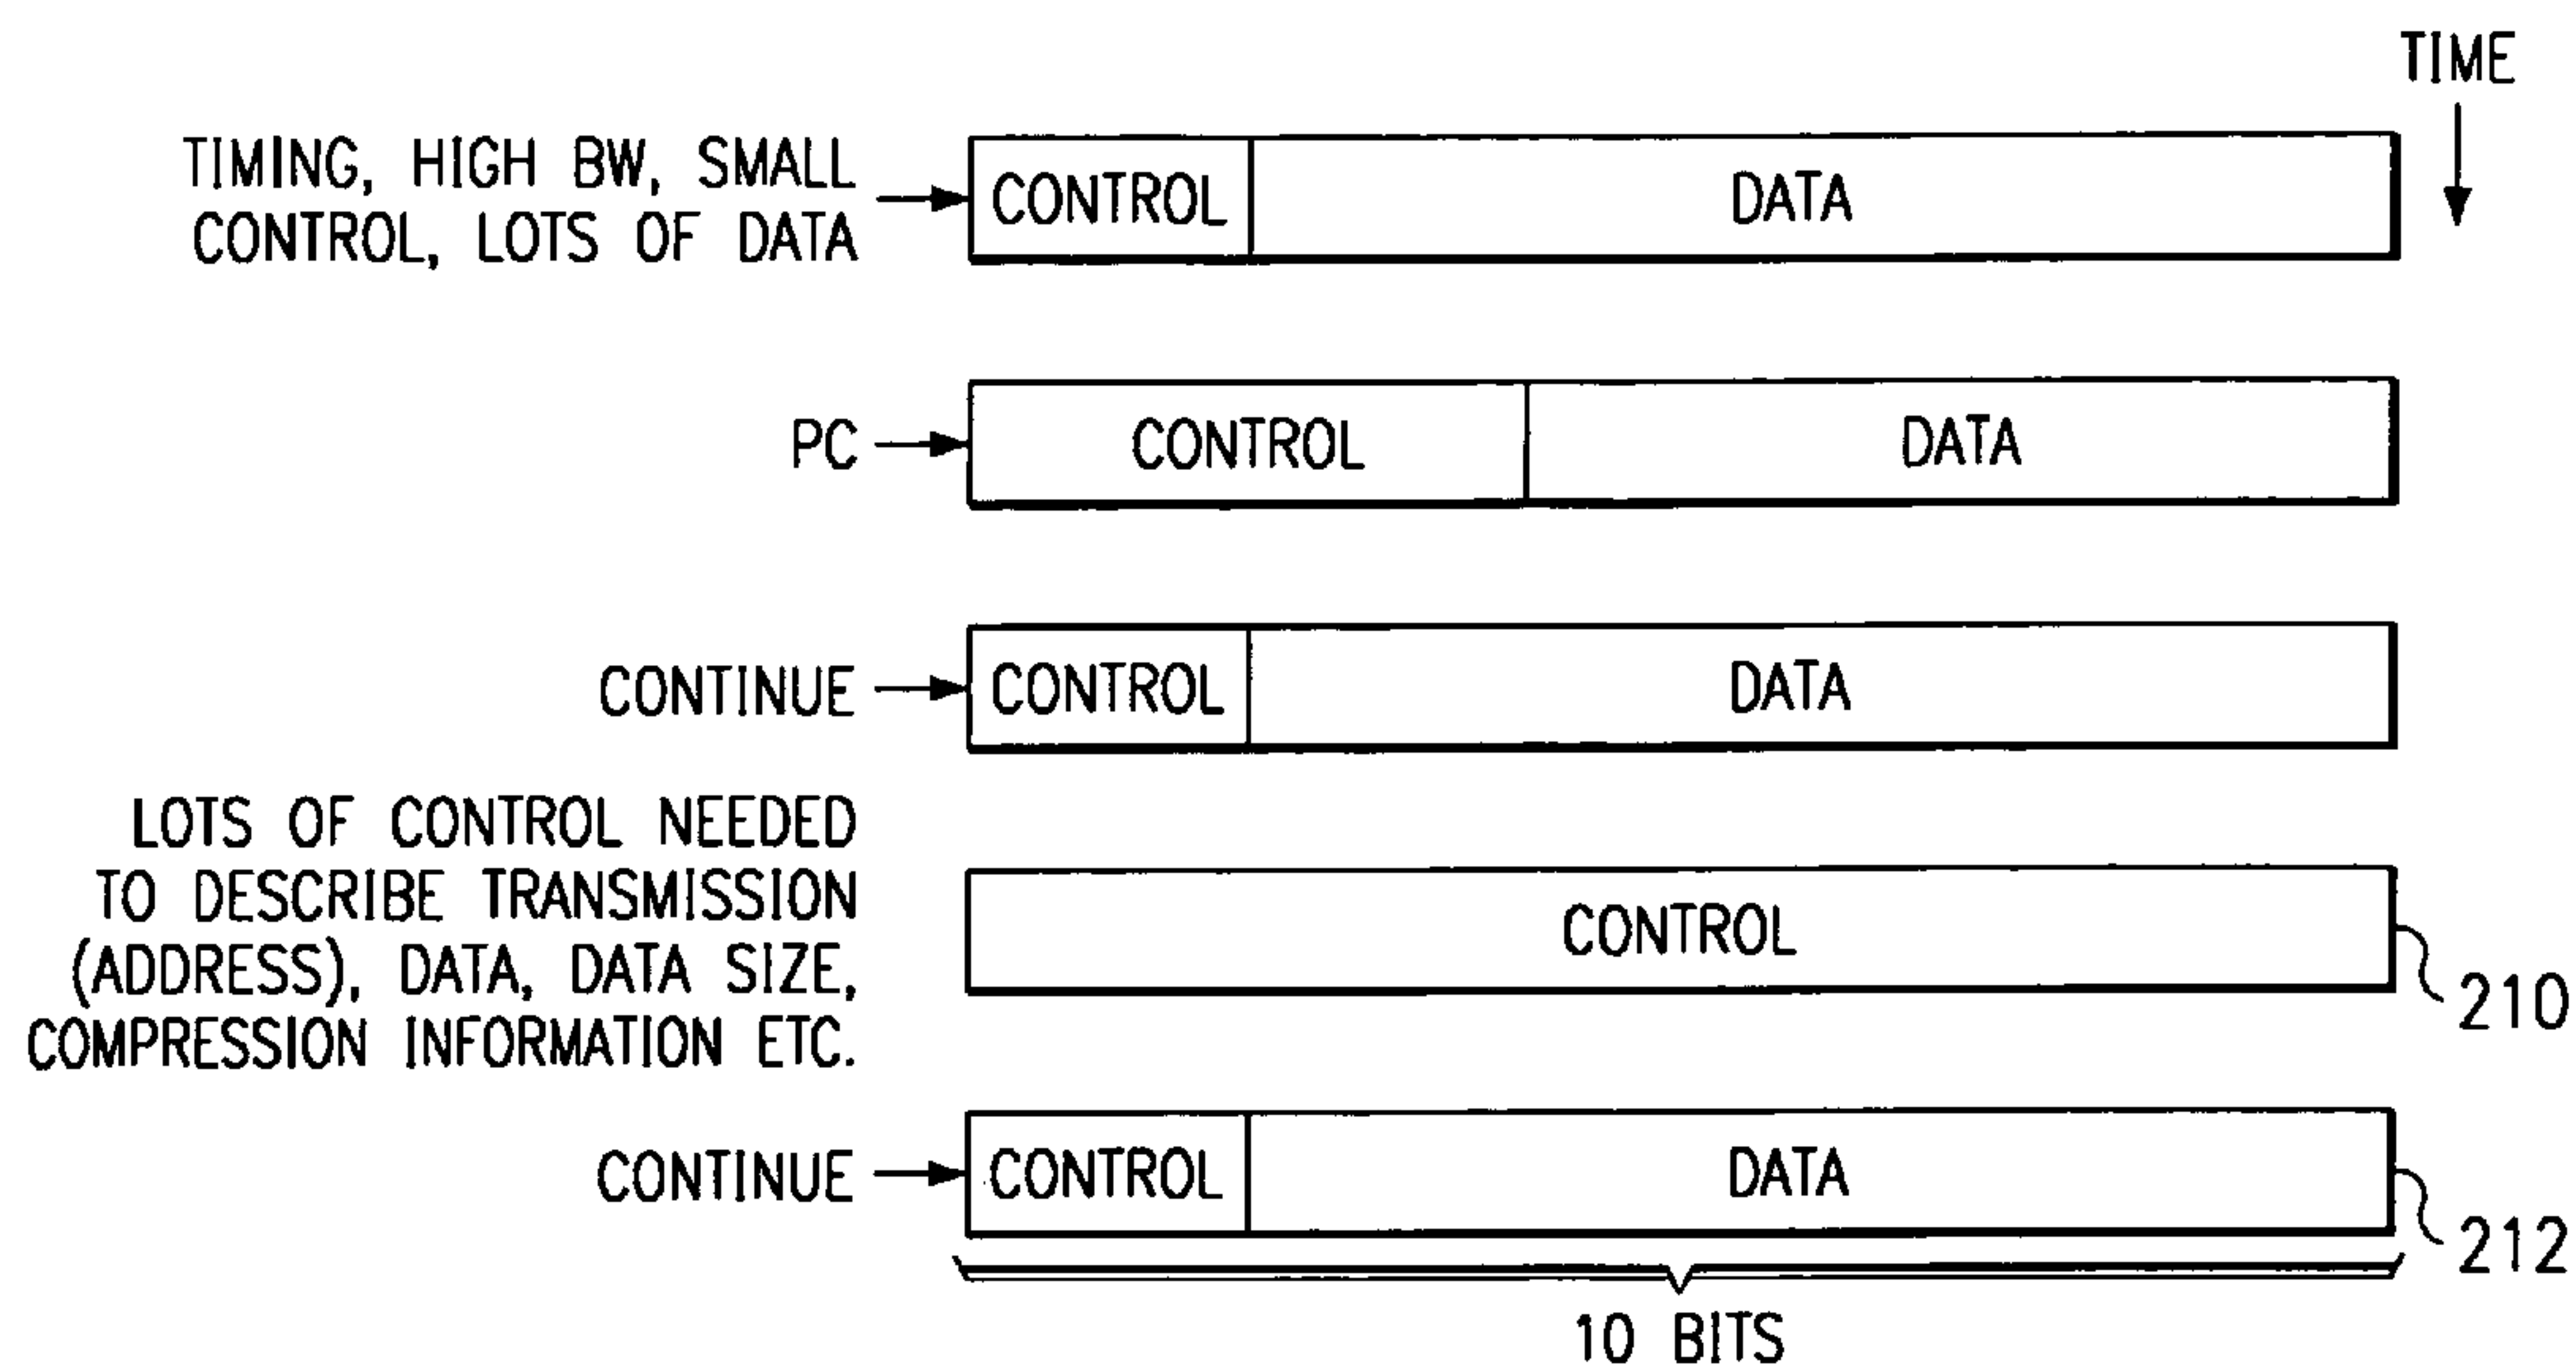 TIME
TIMING, HIGH BW, SMALL
CONTROL, LOTS OF DATA
CONTROL
DATA
PC
CONTROL
DATA
CONTINUE
CONTROL
DATA
LOTS OF CONTROL NEEDED
TO DESCRIBE TRANSMISSION
(ADDRESS), DATA, DATA SIZE,
COMPRESSION INFORMATION ETC.
CONTROL
210
CONTINUE
CONTROL
DATA
212
10 BITS